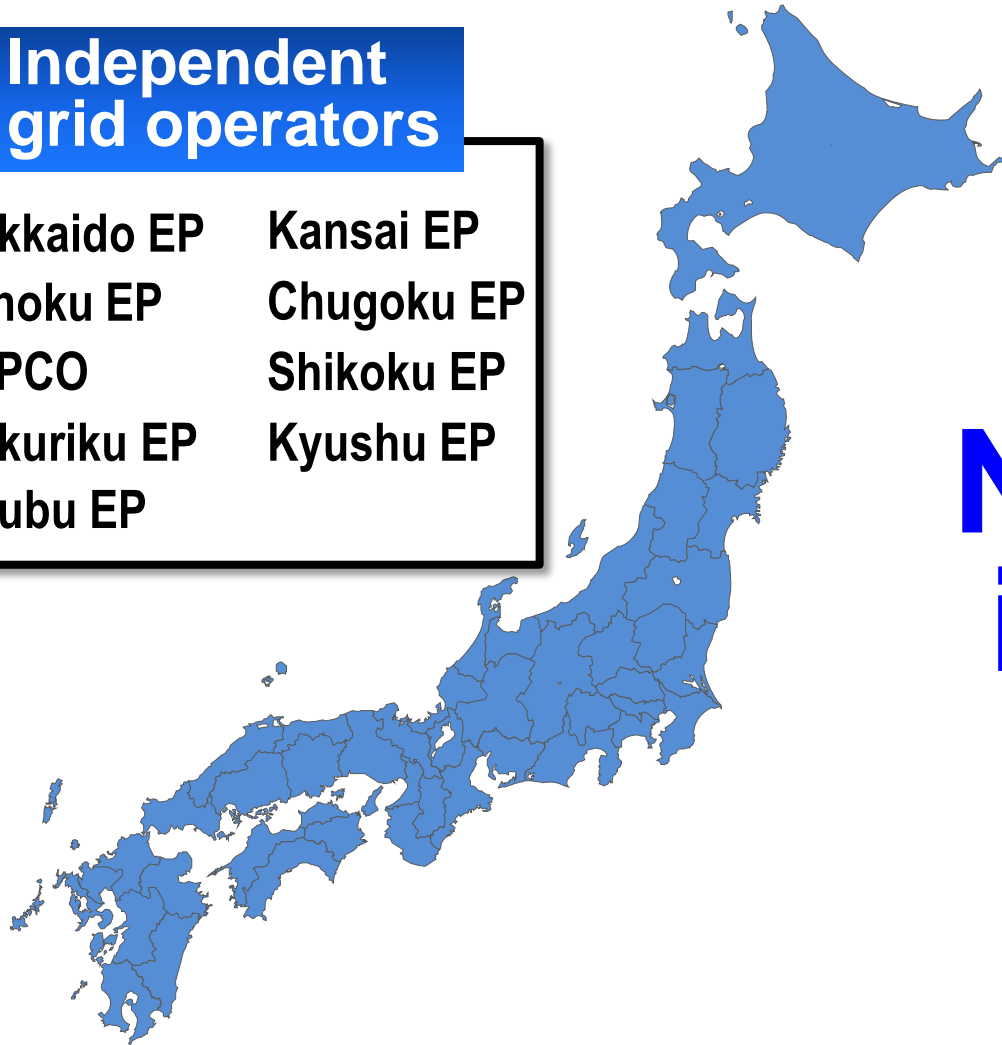 Independent
grid operators
kkaido EP
hoku EP
PCO
kuriku EP
ubu EP
Kansai EP
Chugoku EP
Shikoku EP
Kyushu EP